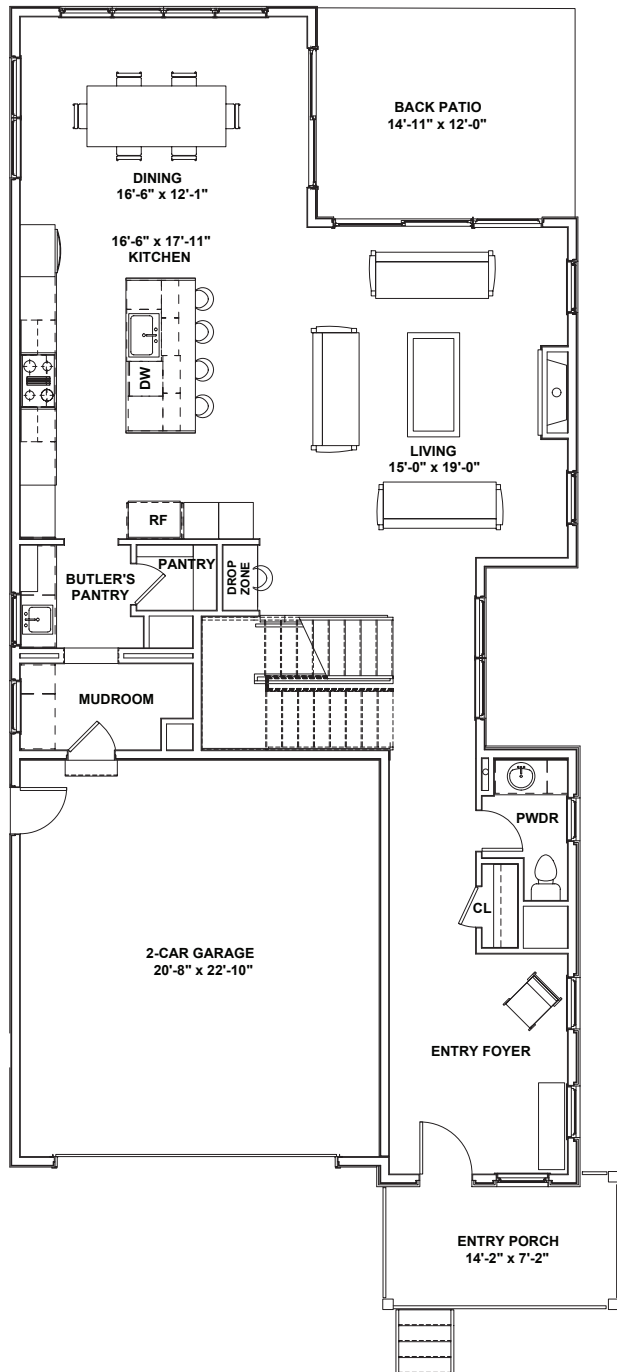 BACK PATIO
14'-11" x 12'-0"
DINING
16'-6" x 12'-1"
16'-6" x 17'-11"
KITCHEN
DW
LIVING
15'-0" x 19'-0"
RF
PANTRY
BUTLER'S
PANTRY
DROP
ZONE
MUDROOM
PWDR
CL
2-CAR GARAGE
20'-8" x 22'-10"
ENTRY FOYER
ENTRY PORCH
14'-2" x 7'-2"